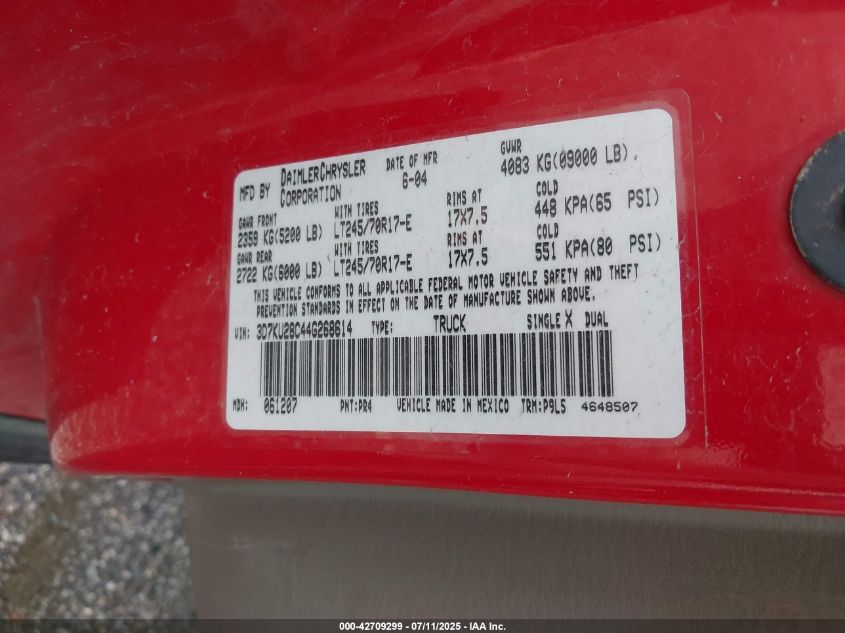 MFD BY DAIMLERCHRYSLER CORPORATION DATE OF MFR 6-04 GVWR 4083 KG(09000 LB).
GAWR FRONT WITH TIRES RIMS AT COLD
2359 KG(5200 LB) LT245/70R17-E 17X7.5 448 KPA(65 PSI)
GAWR REAR WITH TIRES RIMS AT COLD
2722 KG(6000 LB) LT245/70R17-E 17X7.5 551 KPA(80 PSI)
THIS VEHICLE CONFORMS TO ALL APPLICABLE FEDERAL MOTOR VEHICLE SAFETY AND THEFT
PREVENTION STANDARDS IN EFFECT ON THE DATE OF MANUFACTURE SHOWN ABOVE.
VIN: 3D7KU28C44G268614 TYPE: TRUCK SINGLE X DUAL
MDH: 061207 PNT:PR4 VEHICLE MADE IN MEXICO TRM:P9L5 4648507
000-42709299 - 07/11/2025 - IAA Inc.